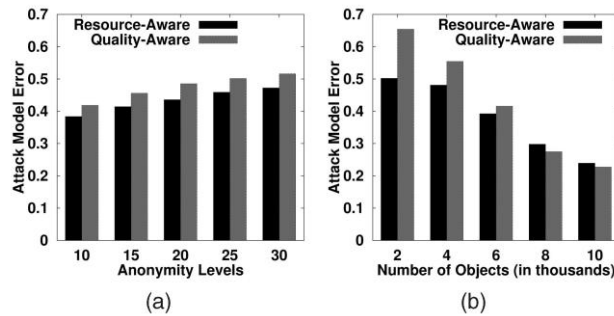 0.7
0.6
0.5
0.4
0.3
0.2
0.1
0
Attack Model Error
Resource-Aware
Quality-Aware
10 15 20 25 30
Anonymity Levels
(a)
0.7
0.6
0.5
0.4
0.3
0.2
0.1
0
Attack Model Error
Resource-Aware
Quality-Aware
2 4 6 8 10
Number of Objects (in thousands)
(b)